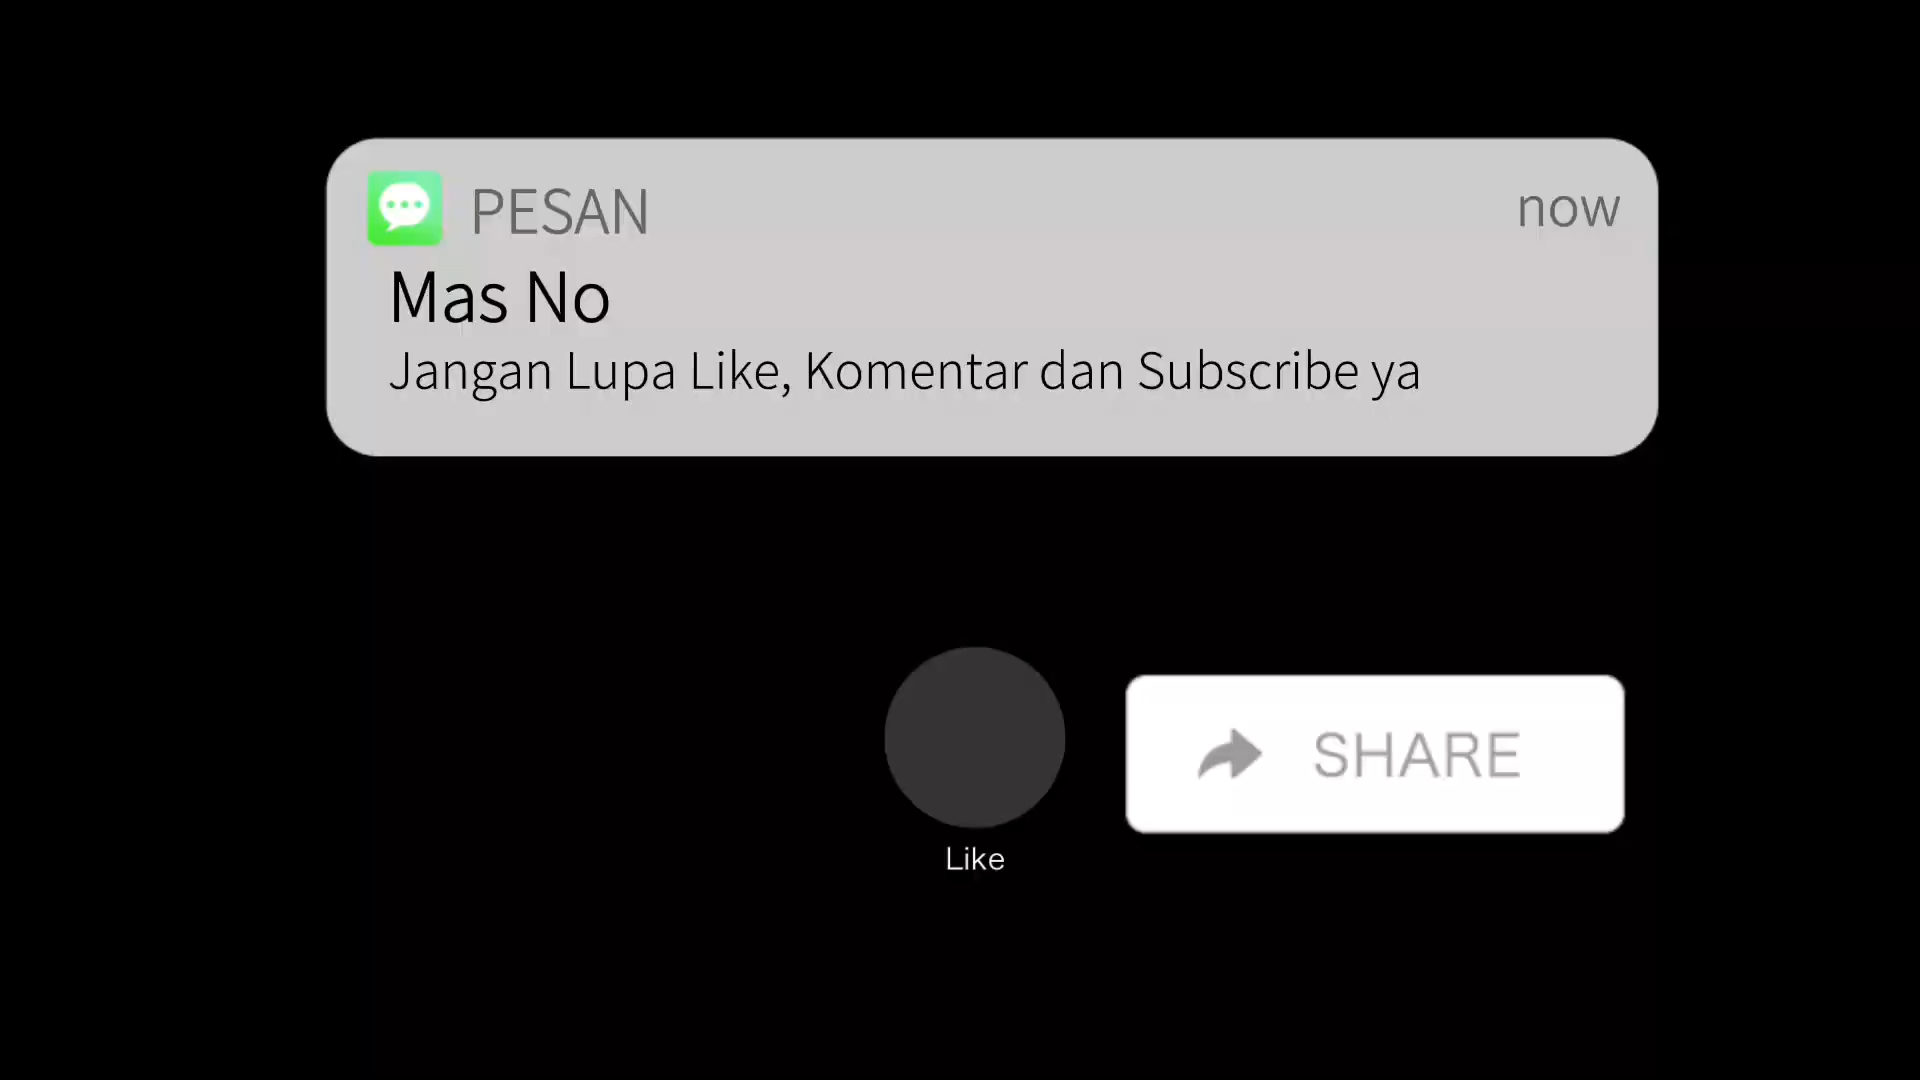 PESAN now
Mas No
Jangan Lupa Like, Komentar dan Subscribe ya
SHARE
Like